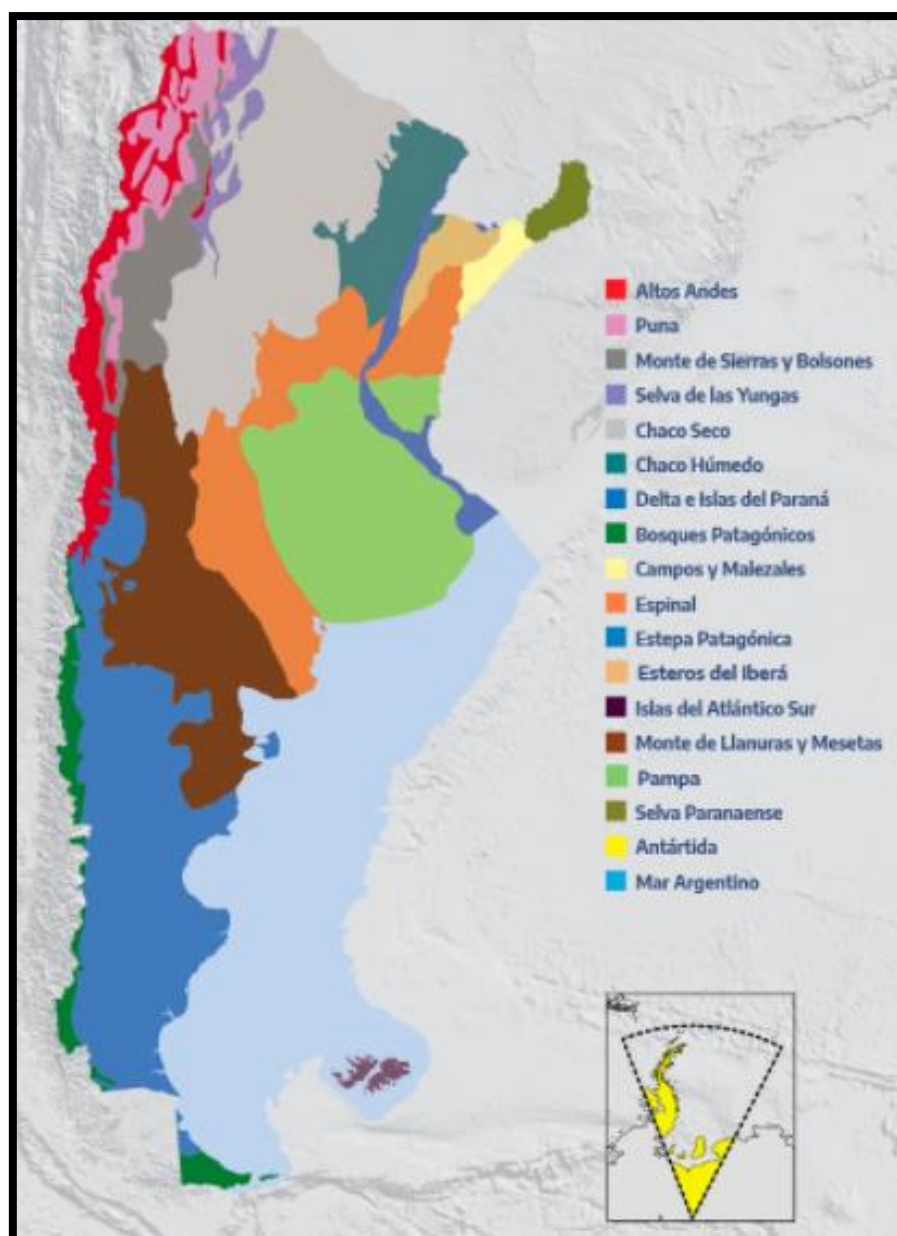 Altos Andes
Puna
Monte de Sierras y Bolsones
Selva de las Yungas
Chaco Seco
Chaco Húmedo
Delta e Islas del Paraná
Bosques Patagónicos
Campos y Malezales
Espinal
Estepa Patagónica
Esteros del Iberá
Islas del Atlántico Sur
Monte de Llanuras y Mesetas
Pampa
Selva Paranaense
Antártida
Mar Argentino